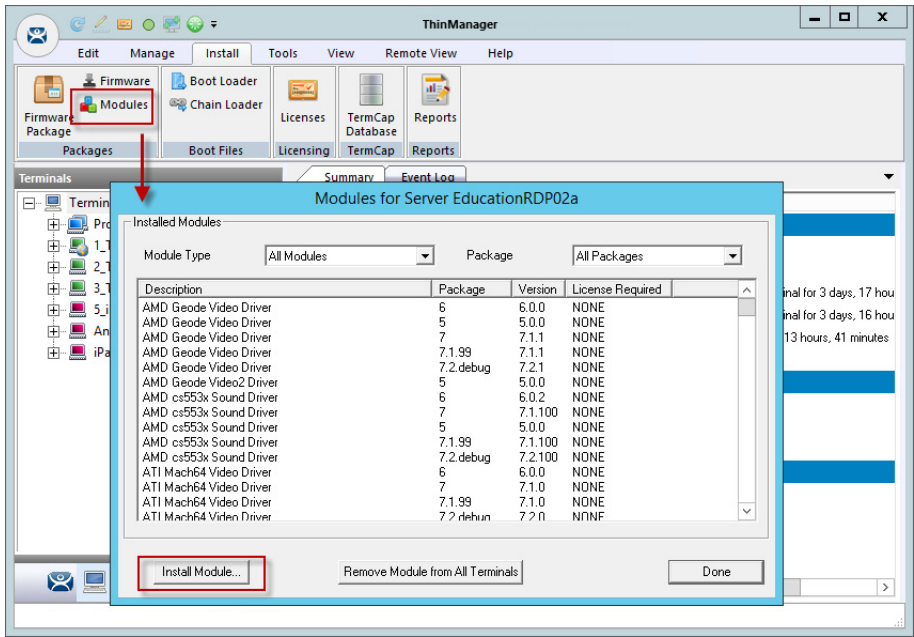 ThinManager
Edit Manage Install Tools View Remote View Help
Firmware Package
Firmware
Modules
Boot Loader
Chain Loader
Licenses
TermCap Database
Reports
Packages Boot Files Licensing TermCap Reports
Terminals
Summary Event Log
Modules for Server EducationRDP02a
Termin
Pro
1_T
2_T
3_T
5_i
An
iPa
Installed Modules
Module Type All Modules Package All Packages
Description Package Version License Required
AMD Geode Video Driver 6 6.0.0 NONE
AMD Geode Video Driver 5 5.0.0 NONE
AMD Geode Video Driver 7 7.1.1 NONE
AMD Geode Video Driver 7.1.99 7.1.1 NONE
AMD Geode Video Driver 7.2.debug 7.2.1 NONE
AMD Geode Video2 Driver 5 5.0.0 NONE
AMD cs553x Sound Driver 6 6.0.2 NONE
AMD cs553x Sound Driver 7 7.1.100 NONE
AMD cs553x Sound Driver 5 5.0.0 NONE
AMD cs553x Sound Driver 7.1.99 7.1.100 NONE
AMD cs553x Sound Driver 7.2.debug 7.2.100 NONE
ATI Mach64 Video Driver 6 6.0.0 NONE
ATI Mach64 Video Driver 7 7.1.0 NONE
ATI Mach64 Video Driver 7.1.99 7.1.0 NONE
ATI Mach64 Video Driver 7.2.debug 7.2.0 NONE
inal for 3 days, 17 hou
inal for 3 days, 16 hou
13 hours, 41 minutes
Install Module... Remove Module from All Terminals Done